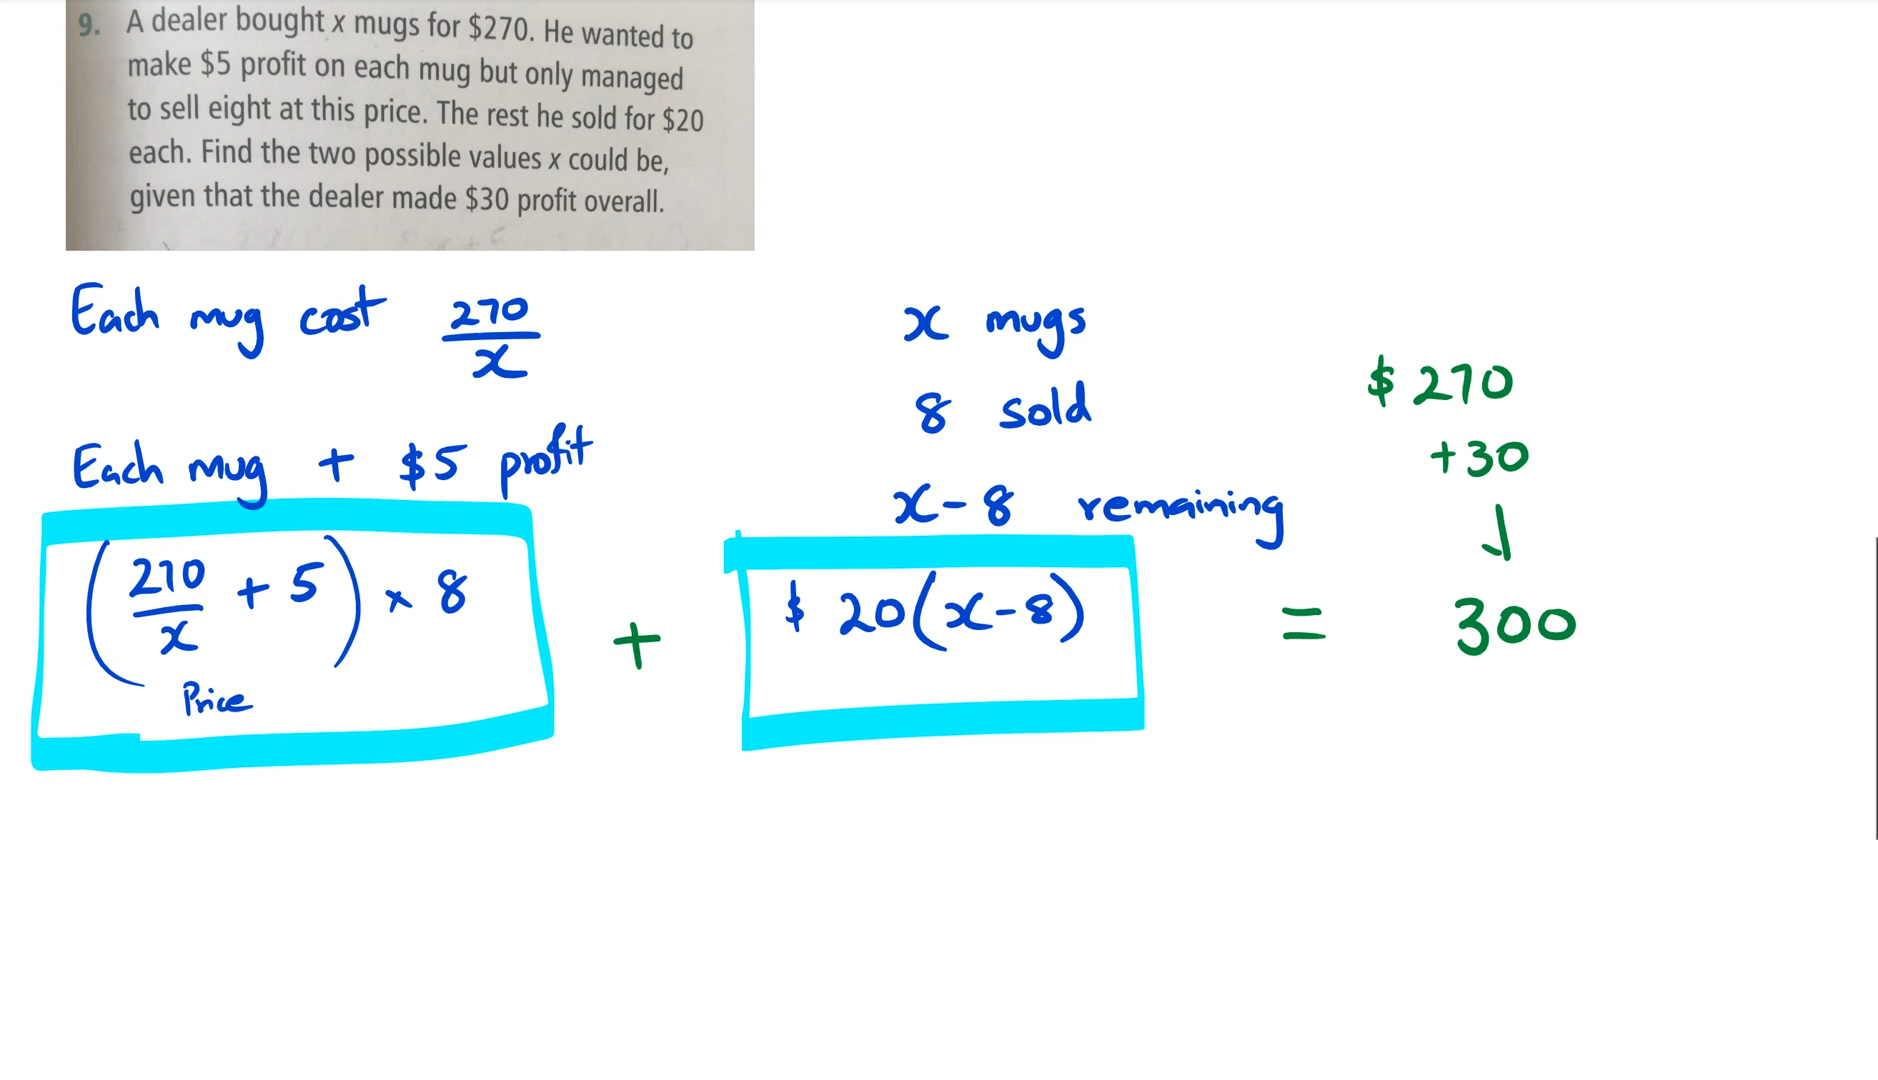 9. A dealer bought x mugs for $270. He wanted to
make $5 profit on each mug but only managed
to sell eight at this price. The rest he sold for $20
each. Find the two possible values x could be,
given that the dealer made $30 profit overall.
Each mug cost 270/x
x mugs
8 sold
$270
+30
Each mug + $5 profit
x-8 remaining
(270/x + 5) × 8 + $ 20(x-8) = 300
Price